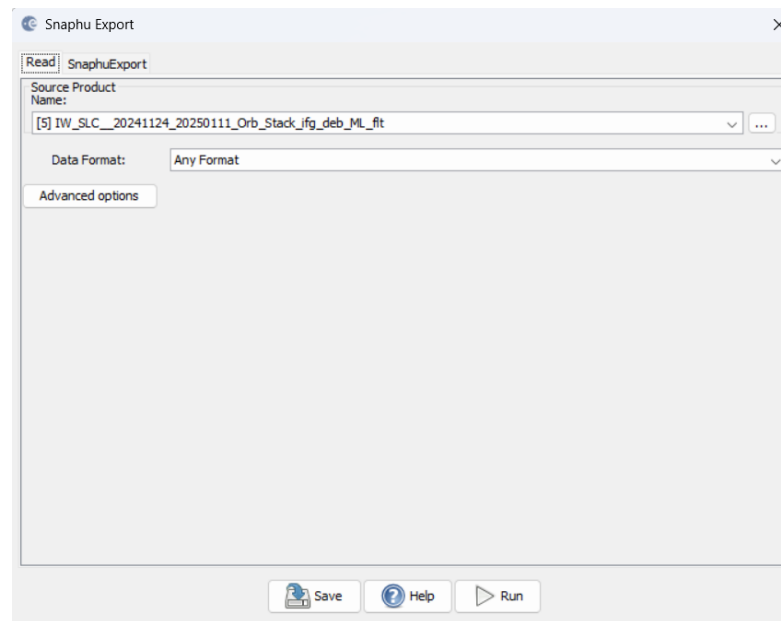 Snaphu Export
Read SnaphuExport
Source Product
Name:
[5] IW_SLC__20241124_20250111_Orb_Stack_ifg_deb_ML_flt
...
Data Format: Any Format
Advanced options
Save Help Run